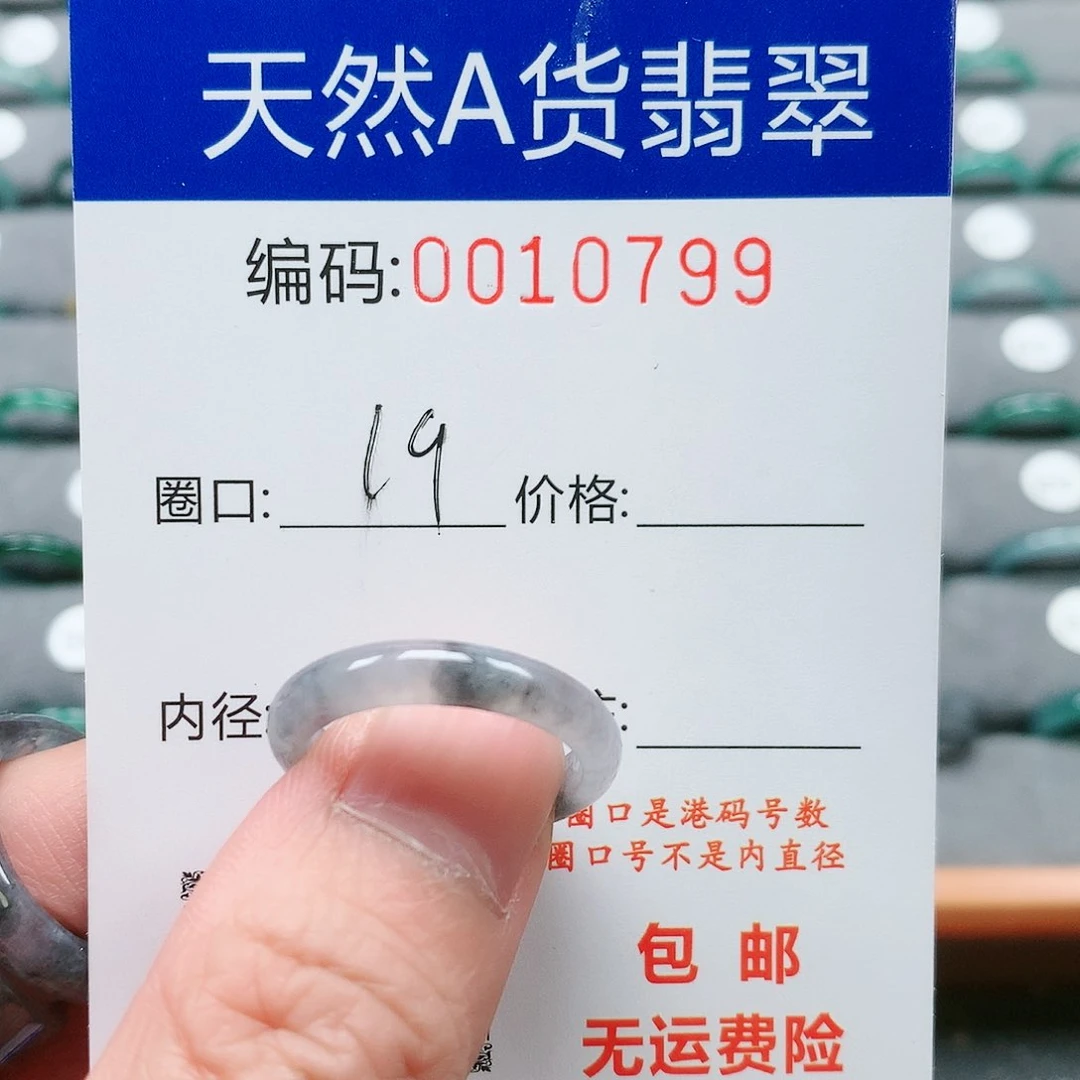 天然A货翡翠
编码:0010799
圈口: 19 价格:
内径:
圈口是港码号数
圈口号不是内直径
包邮
无运费险